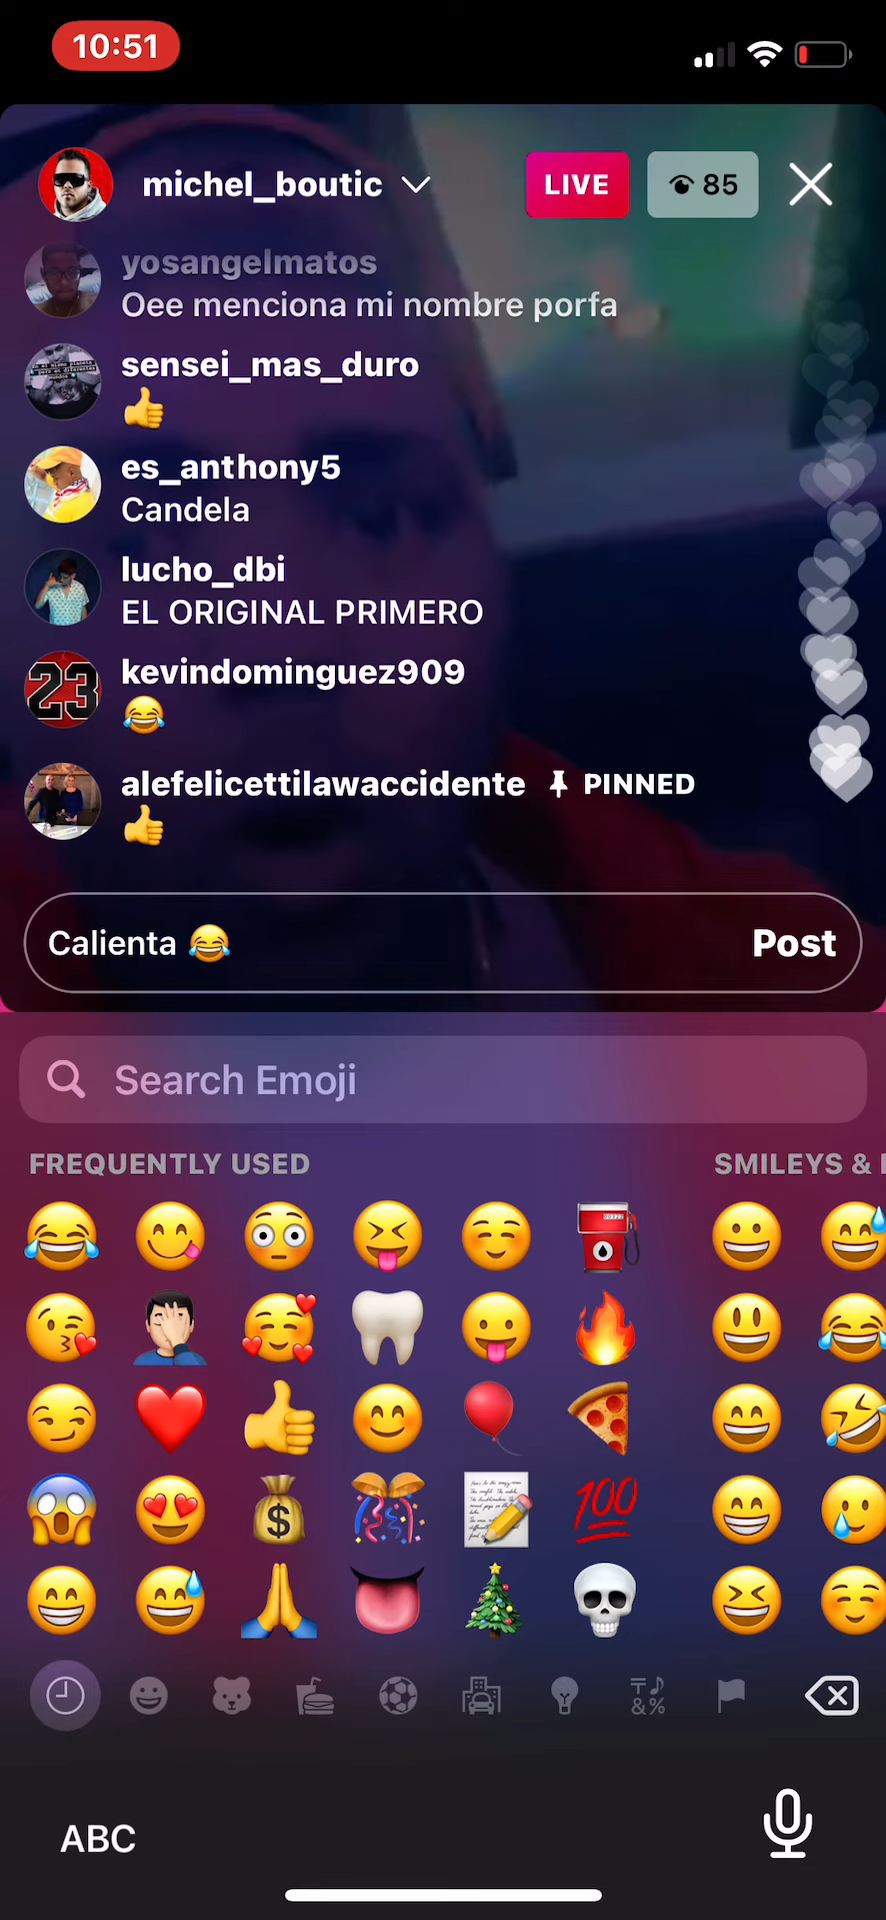 10:51
michel_boutic
LIVE
85
yosangelmatos
Oee menciona mi nombre porfa
sensei_mas_duro
👍
es_anthony5
Candela
lucho_dbi
EL ORIGINAL PRIMERO
23
kevindominguez909
😂
alefelicettilawaccidente PINNED
👍
Calienta 😂
Post
Search Emoji
FREQUENTLY USED
SMILEYS &
ABC